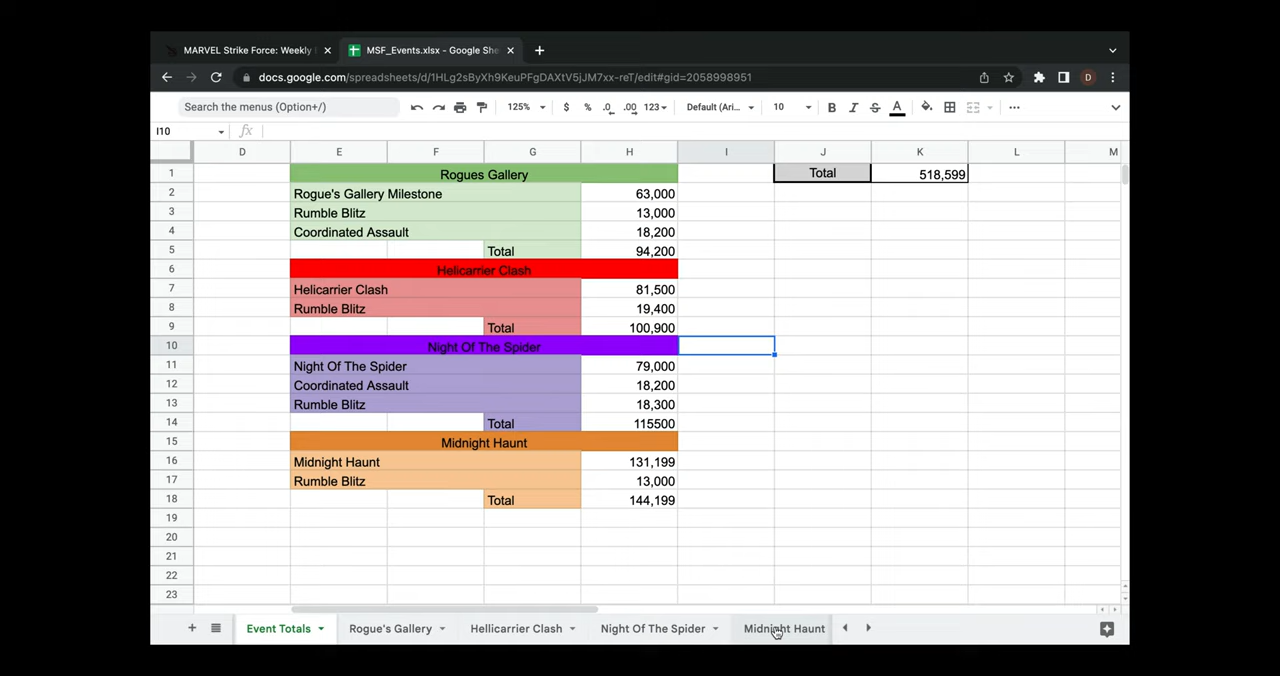 MARVEL Strike Force: Weekly
MSF_Events.xlsx - Google She
docs.google.com/spreadsheets/d/1HLg2sByXh9KeuPFgDAXtV5jJM7xx-reT/edit#gid=2058998951
D
Search the menus (Option+/)
125%
$ % .0 .00 123
Default (Ari...
10
B I S A
I10
fx
D E F G H I J K L M
1 Rogues Gallery Total 518,599
2 Rogue's Gallery Milestone 63,000
3 Rumble Blitz 13,000
4 Coordinated Assault 18,200
5 Total 94,200
6 Helicarrier Clash
7 Helicarrier Clash 81,500
8 Rumble Blitz 19,400
9 Total 100,900
10 Night Of The Spider
11 Night Of The Spider 79,000
12 Coordinated Assault 18,200
13 Rumble Blitz 18,300
14 Total 115500
15 Midnight Haunt
16 Midnight Haunt 131,199
17 Rumble Blitz 13,000
18 Total 144,199
19
20
21
22
23
Event Totals Rogue's Gallery Hellicarrier Clash Night Of The Spider Midnight Haunt